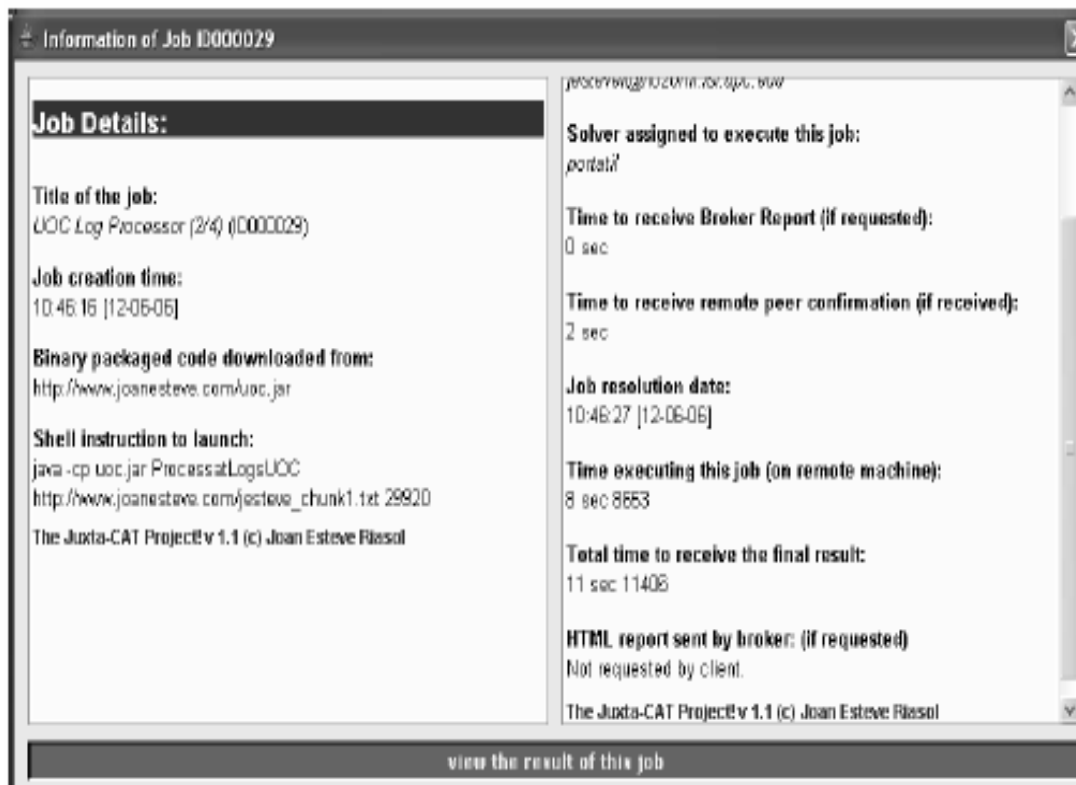 Information of Job ID000029
Job Details:
Title of the job:
UOC Log Processor (2/4) (ID000029)
Job creation time:
10:46:16 [12-06-06]
Binary packaged code downloaded from:
http://www.joanesteve.com/uoc.jar
Shell instruction to launch:
java -cp uoc.jar ProcessatLogsUOC
http://www.joanesteve.com/jesteve_chunk1.txt 29920
The Juxta-CAT Project! v 1.1 (c) Joan Esteve Riasol
Solver assigned to execute this job:
portatil
Time to receive Broker Report (if requested):
0 sec
Time to receive remote peer confirmation (if received):
2 sec
Job resolution date:
10:46:27 [12-06-06]
Time executing this job (on remote machine):
8 sec 8653
Total time to receive the final result:
11 sec 11406
HTML report sent by broker: (if requested)
Not requested by client.
The Juxta-CAT Project! v 1.1 (c) Joan Esteve Riasol
view the result of this job